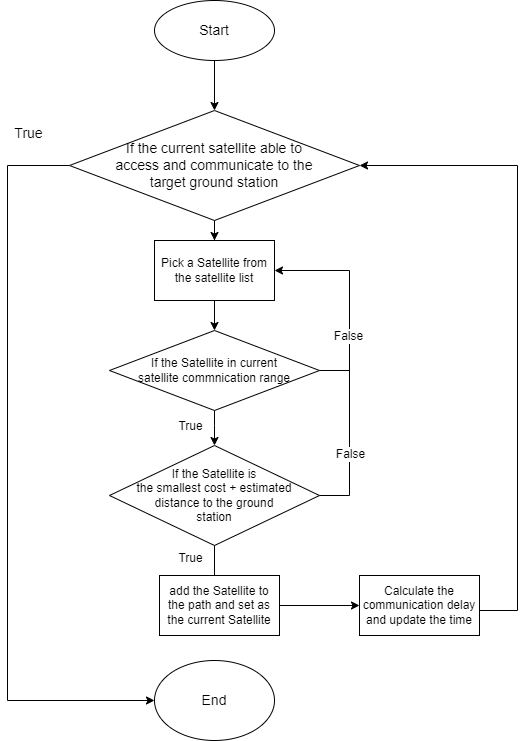 Start
True
If the current satellite able to
access and communicate to the
target ground station
Pick a Satellite from
the satellite list
False
If the Satellite in current
satellite commnication range
True
False
If the Satellite is
the smallest cost + estimated
distance to the ground
station
True
add the Satellite to
the path and set as
the current Satellite
Calculate the
communication delay
and update the time
End